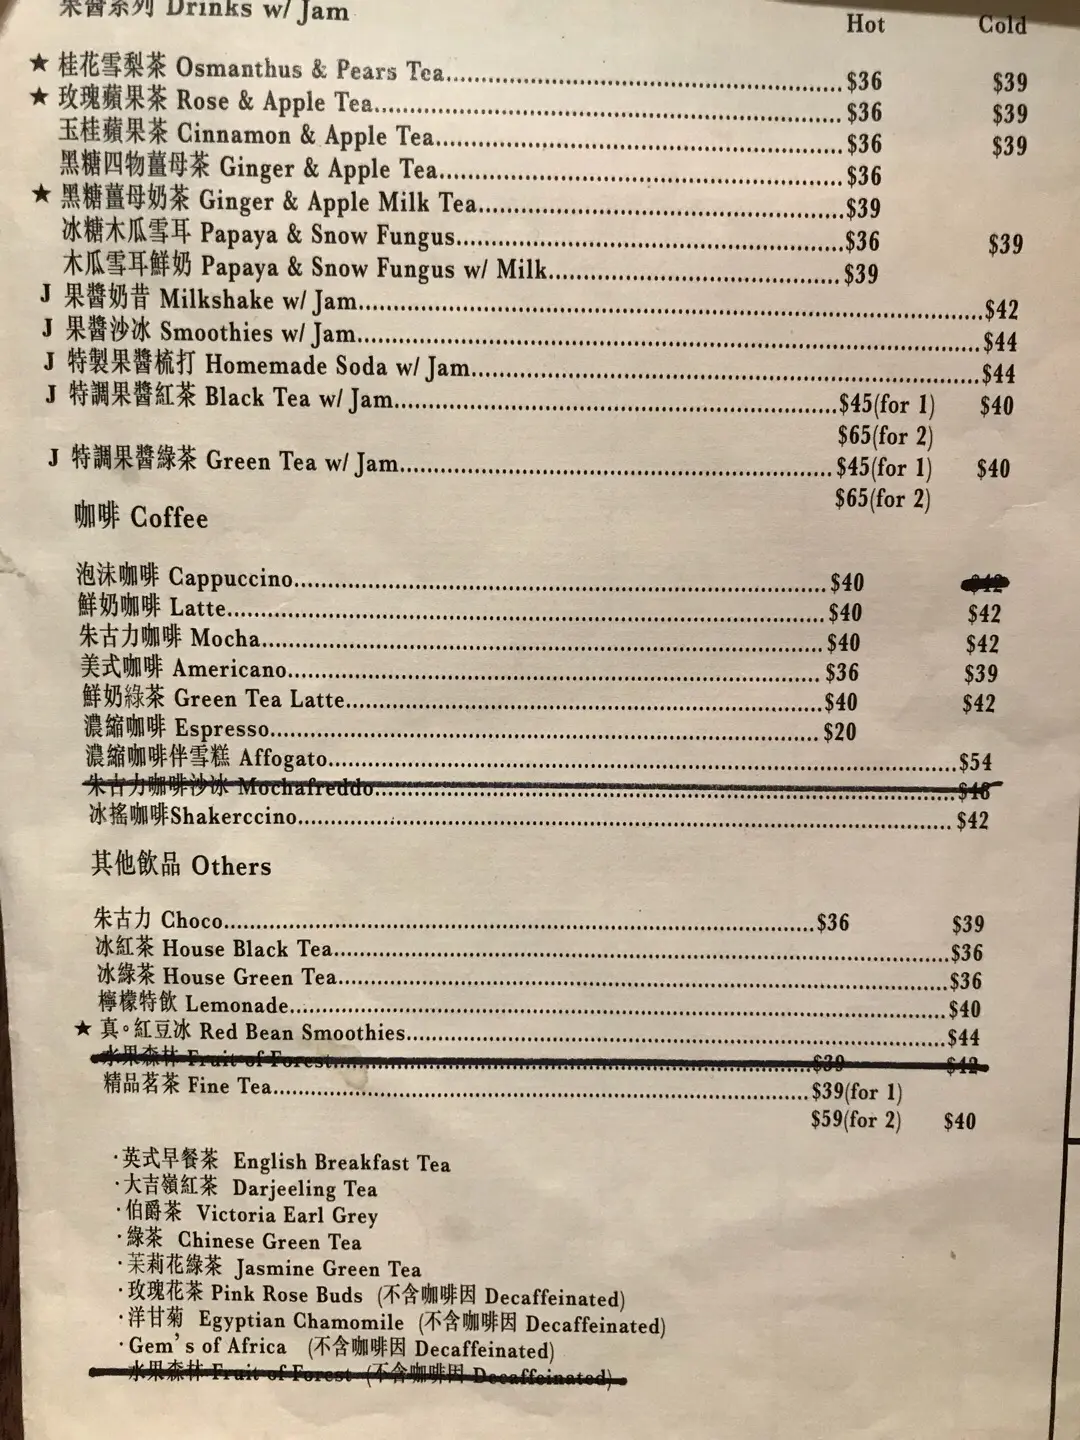 果醬系列 Drinks w/ Jam Hot Cold
★ 桂花雪梨茶 Osmanthus & Pears Tea $36 $39
★ 玫瑰蘋果茶 Rose & Apple Tea $36 $39
玉桂蘋果茶 Cinnamon & Apple Tea $36 $39
黑糖四物薑母茶 Ginger & Apple Tea $36
★ 黑糖薑母奶茶 Ginger & Apple Milk Tea $39
冰糖木瓜雪耳 Papaya & Snow Fungus $36 $39
木瓜雪耳鮮奶 Papaya & Snow Fungus w/ Milk $39
J 果醬奶昔 Milkshake w/ Jam $42
J 果醬沙冰 Smoothies w/ Jam $44
J 特製果醬梳打 Homemade Soda w/ Jam $44
J 特調果醬紅茶 Black Tea w/ Jam $45(for 1) $40
$65(for 2)
J 特調果醬綠茶 Green Tea w/ Jam $45(for 1) $40
$65(for 2)
咖啡 Coffee
泡沫咖啡 Cappuccino $40
鮮奶咖啡 Latte $40 $42
朱古力咖啡 Mocha $40 $42
美式咖啡 Americano $36 $39
鮮奶綠茶 Green Tea Latte $40 $42
濃縮咖啡 Espresso $20
濃縮咖啡伴雪糕 Affogato $54
朱古力咖啡沙冰 Mochafreddo $48
冰搖咖啡Shakerccino $42
其他飲品 Others
朱古力 Choco $36 $39
冰紅茶 House Black Tea $36
冰綠茶 House Green Tea $36
檸檬特飲 Lemonade $40
★ 真。紅豆冰 Red Bean Smoothies $44
水果森林 Fruit of Forest $39 $42
精品茗茶 Fine Tea $39(for 1)
$59(for 2) $40
·英式早餐茶 English Breakfast Tea
·大吉嶺紅茶 Darjeeling Tea
·伯爵茶 Victoria Earl Grey
·綠茶 Chinese Green Tea
·茉莉花綠茶 Jasmine Green Tea
·玫瑰花茶 Pink Rose Buds (不含咖啡因 Decaffeinated)
·洋甘菊 Egyptian Chamomile (不含咖啡因 Decaffeinated)
·Gem's of Africa (不含咖啡因 Decaffeinated)
水果森林 Fruit of Forest (不含咖啡因 Decaffeinated)